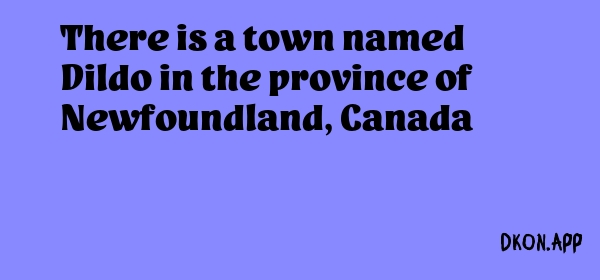 There is a town named
Dildo in the province of
Newfoundland, Canada
DKON.APP